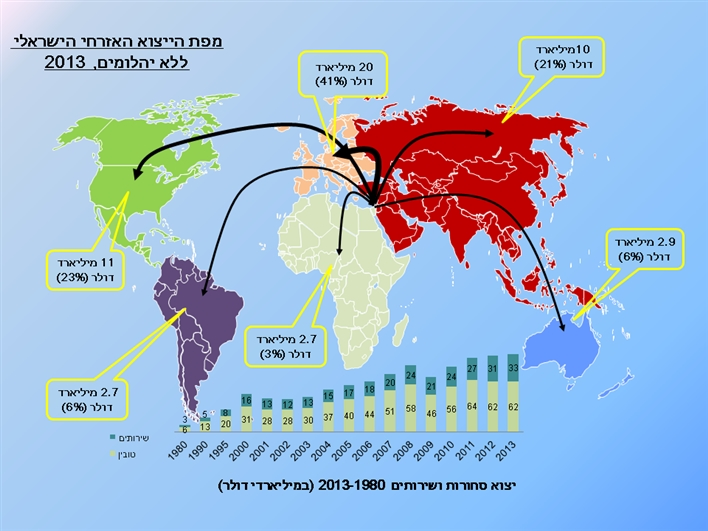 מפת הייצוא האזרחי הישראלי
ללא יהלומים, 2013
10מיליארד
דולר (21%)
20 מיליארד
דולר (41%)
11 מיליארד
דולר (23%)
2.9 מיליארד
דולר (6%)
2.7 מיליארד
דולר (3%)
2.7 מיליארד
דולר (6%)
3 5 8 16 13 12 13 15 17 18 20 24 21 24 27 31 33
6 13 20 31 28 28 30 37 40 44 51 58 46 56 64 62 62
1980 1990 1995 2000 2001 2002 2003 2004 2005 2006 2007 2008 2009 2010 2011 2012 2013
שירותים
טובין
יצוא סחורות ושירותים 2013-1980 (במיליארדי דולר)